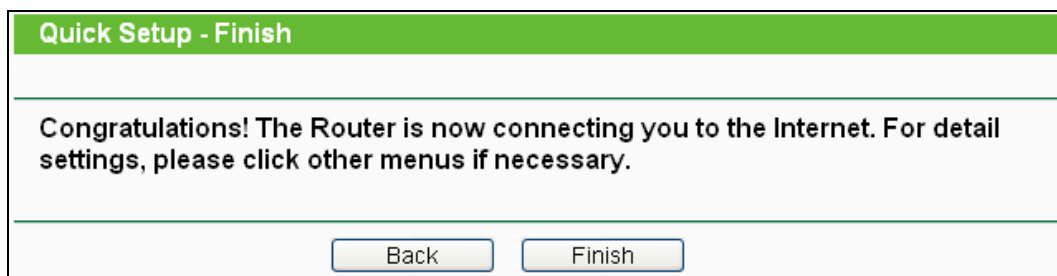 Quick Setup - Finish
Congratulations! The Router is now connecting you to the Internet. For detail
settings, please click other menus if necessary.
Back Finish